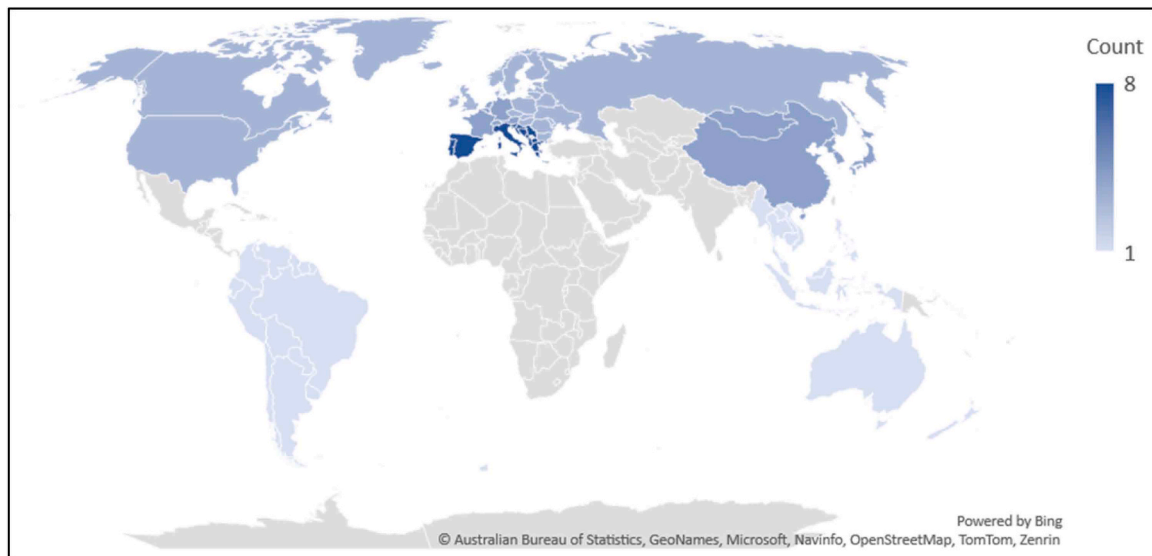 Count
8
1
Powered by Bing
© Australian Bureau of Statistics, GeoNames, Microsoft, Navinfo, OpenStreetMap, TomTom, Zenrin